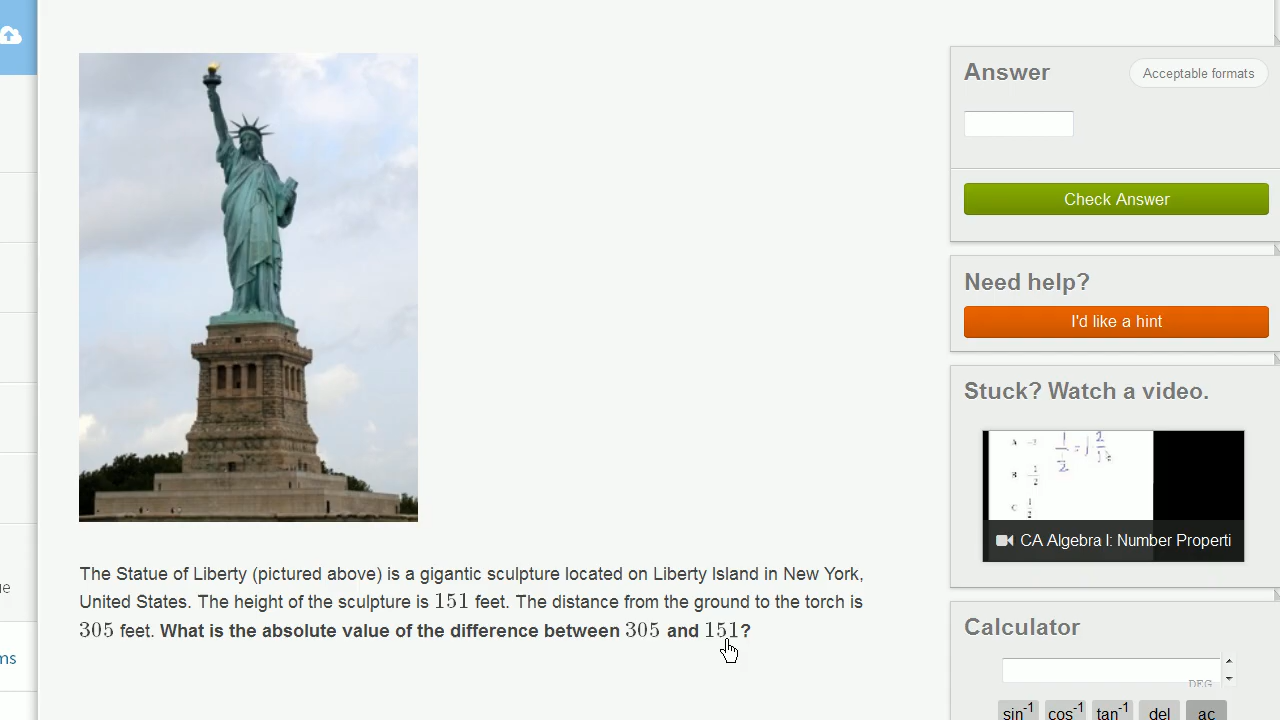 Answer
Acceptable formats
Check Answer
Need help?
I'd like a hint
Stuck? Watch a video.
CA Algebra I: Number Properti
The Statue of Liberty (pictured above) is a gigantic sculpture located on Liberty Island in New York,
United States. The height of the sculpture is 151 feet. The distance from the ground to the torch is
305 feet. What is the absolute value of the difference between 305 and 151?
Calculator
DEG
sin⁻¹ cos⁻¹ tan⁻¹ del ac
ms